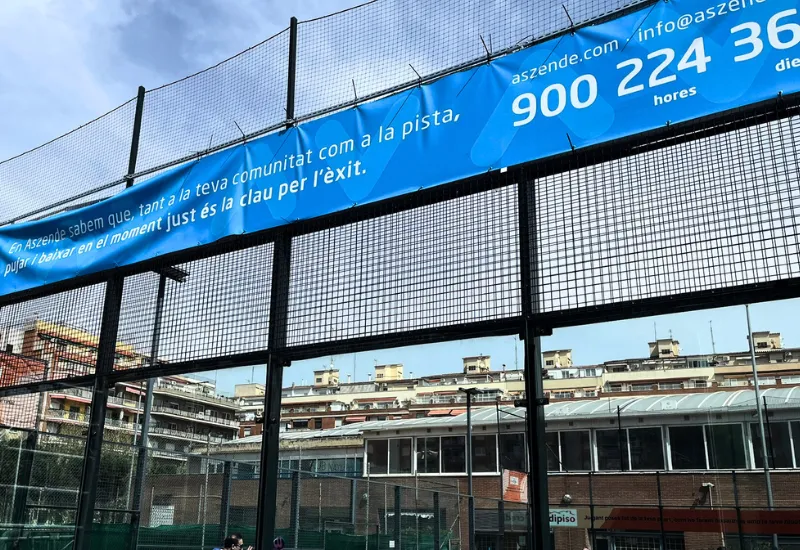 En Aszende sabem que, tant a la teva comunitat com a la pista,
pujar i baixar en el moment just és la clau per l'èxit.
aszende.com · info@aszende
900 224 36
hores
die
dipiso